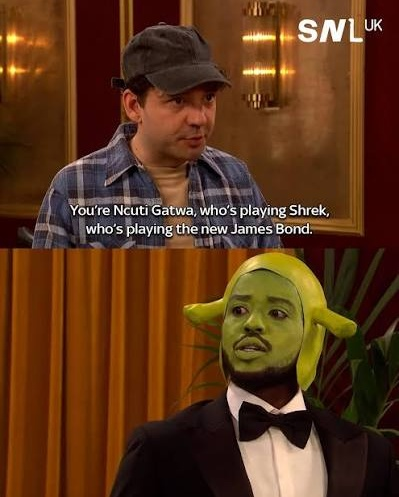 SNL UK
You're Ncuti Gatwa, who's playing Shrek,
who's playing the new James Bond.